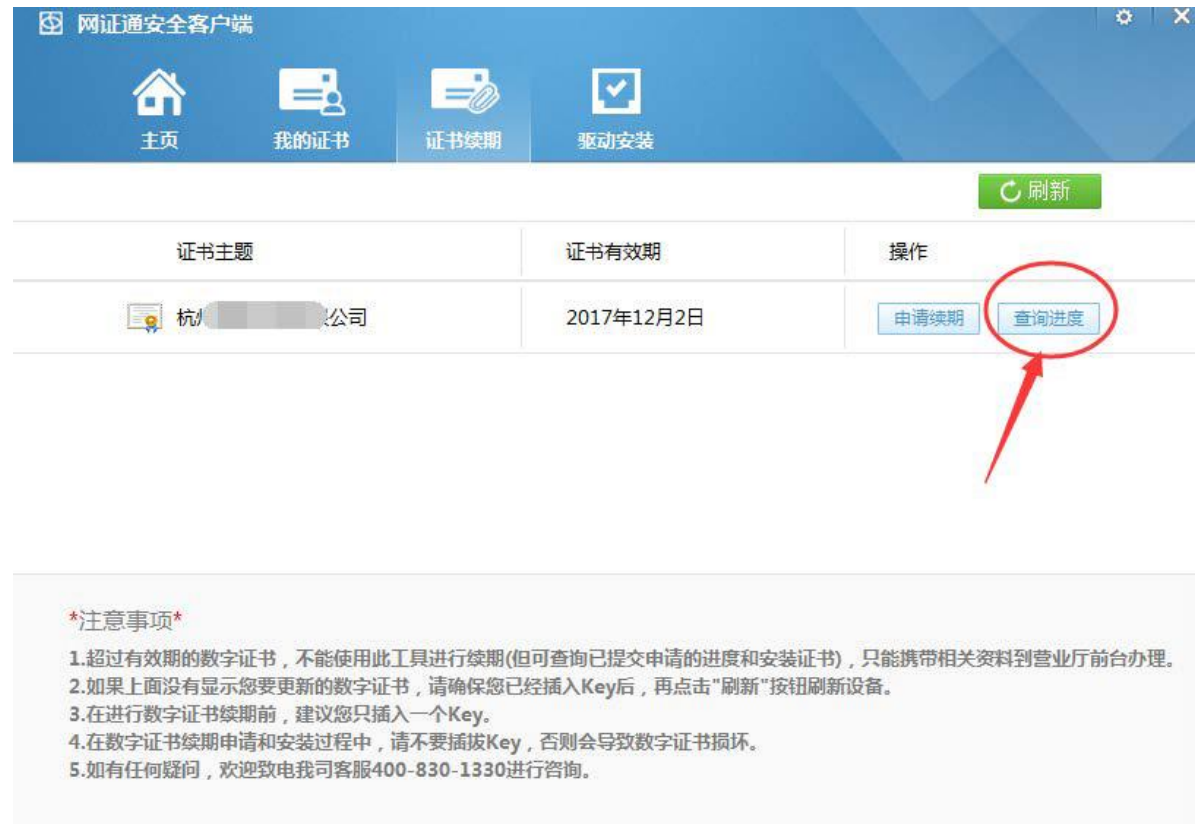 网证通安全客户端
主页 我的证书 证书续期 驱动安装
刷新
证书主题 证书有效期 操作
杭 公司 2017年12月2日 申请续期 查询进度
*注意事项*
1.超过有效期的数字证书，不能使用此工具进行续期(但可查询已提交申请的进度和安装证书)，只能携带相关资料到营业厅前台办理。
2.如果上面没有显示您要更新的数字证书，请确保您已经插入Key后，再点击"刷新"按钮刷新设备。
3.在进行数字证书续期前，建议您只插入一个Key。
4.在数字证书续期申请和安装过程中，请不要插拔Key，否则会导致数字证书损坏。
5.如有任何疑问，欢迎致电我司客服400-830-1330进行咨询。